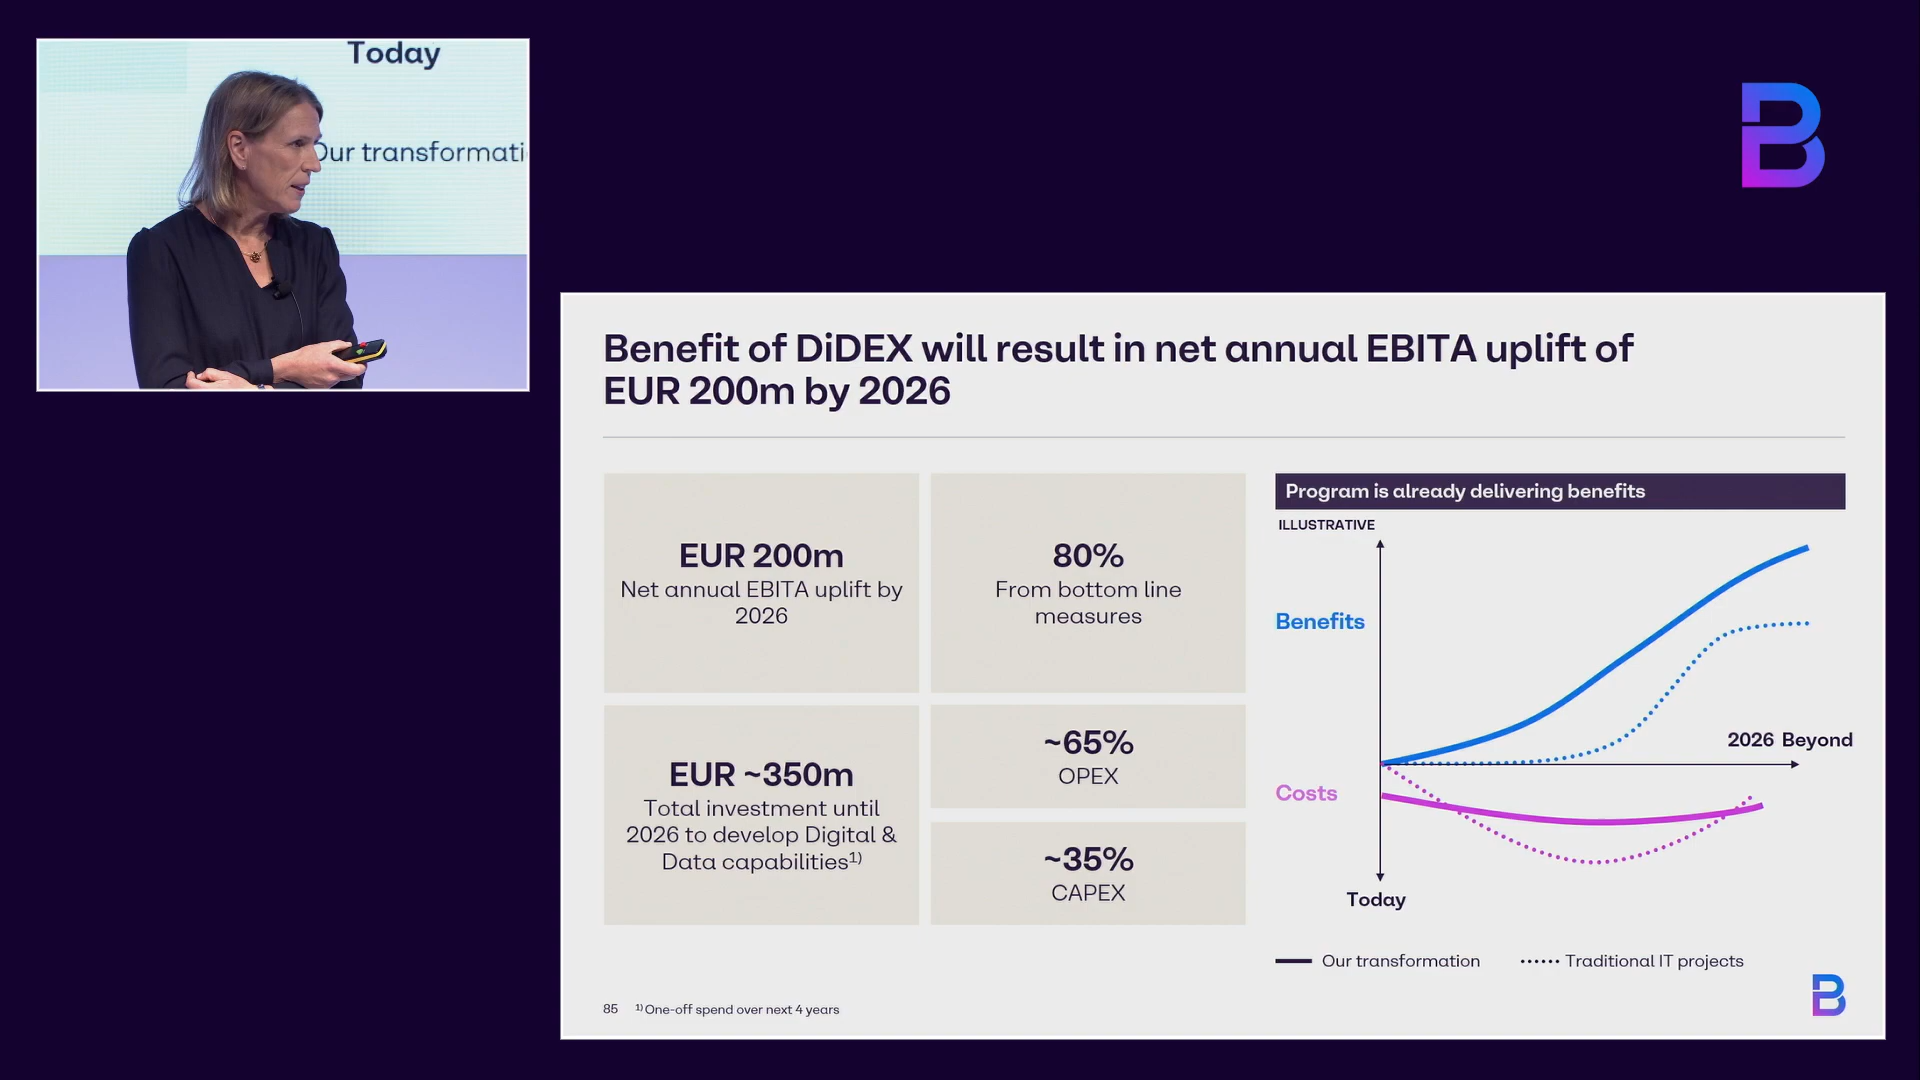 Today
Our transformati
Benefit of DiDEX will result in net annual EBITA uplift of
EUR 200m by 2026
EUR 200m
Net annual EBITA uplift by
2026
80%
From bottom line
measures
EUR ~350m
Total investment until
2026 to develop Digital &
Data capabilities¹⁾
~65%
OPEX
~35%
CAPEX
Program is already delivering benefits
ILLUSTRATIVE
Benefits
2026 Beyond
Costs
Today
Our transformation
Traditional IT projects
85
¹⁾ One-off spend over next 4 years